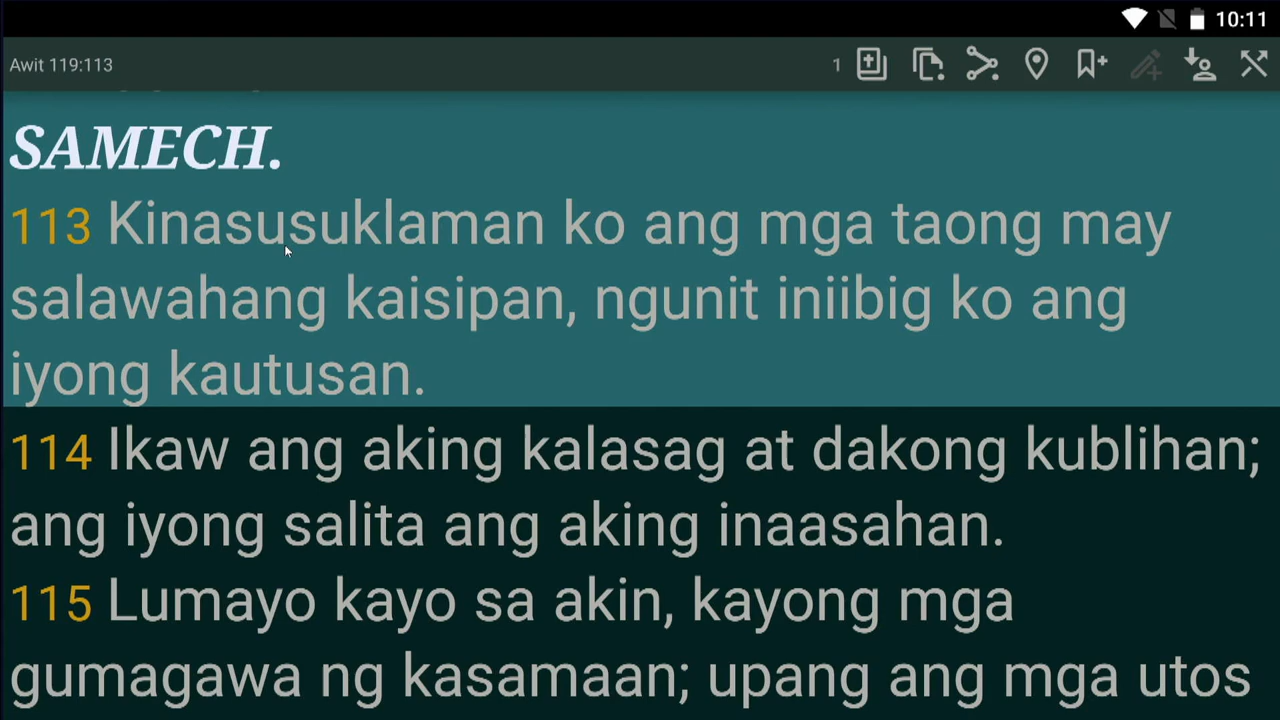 10:11
Awit 119:113
1
SAMECH.
113 Kinasusuklaman ko ang mga taong may
salawahang kaisipan, ngunit iniibig ko ang
iyong kautusan.
114 Ikaw ang aking kalasag at dakong kublihan;
ang iyong salita ang aking inaasahan.
115 Lumayo kayo sa akin, kayong mga
gumagawa ng kasamaan; upang ang mga utos